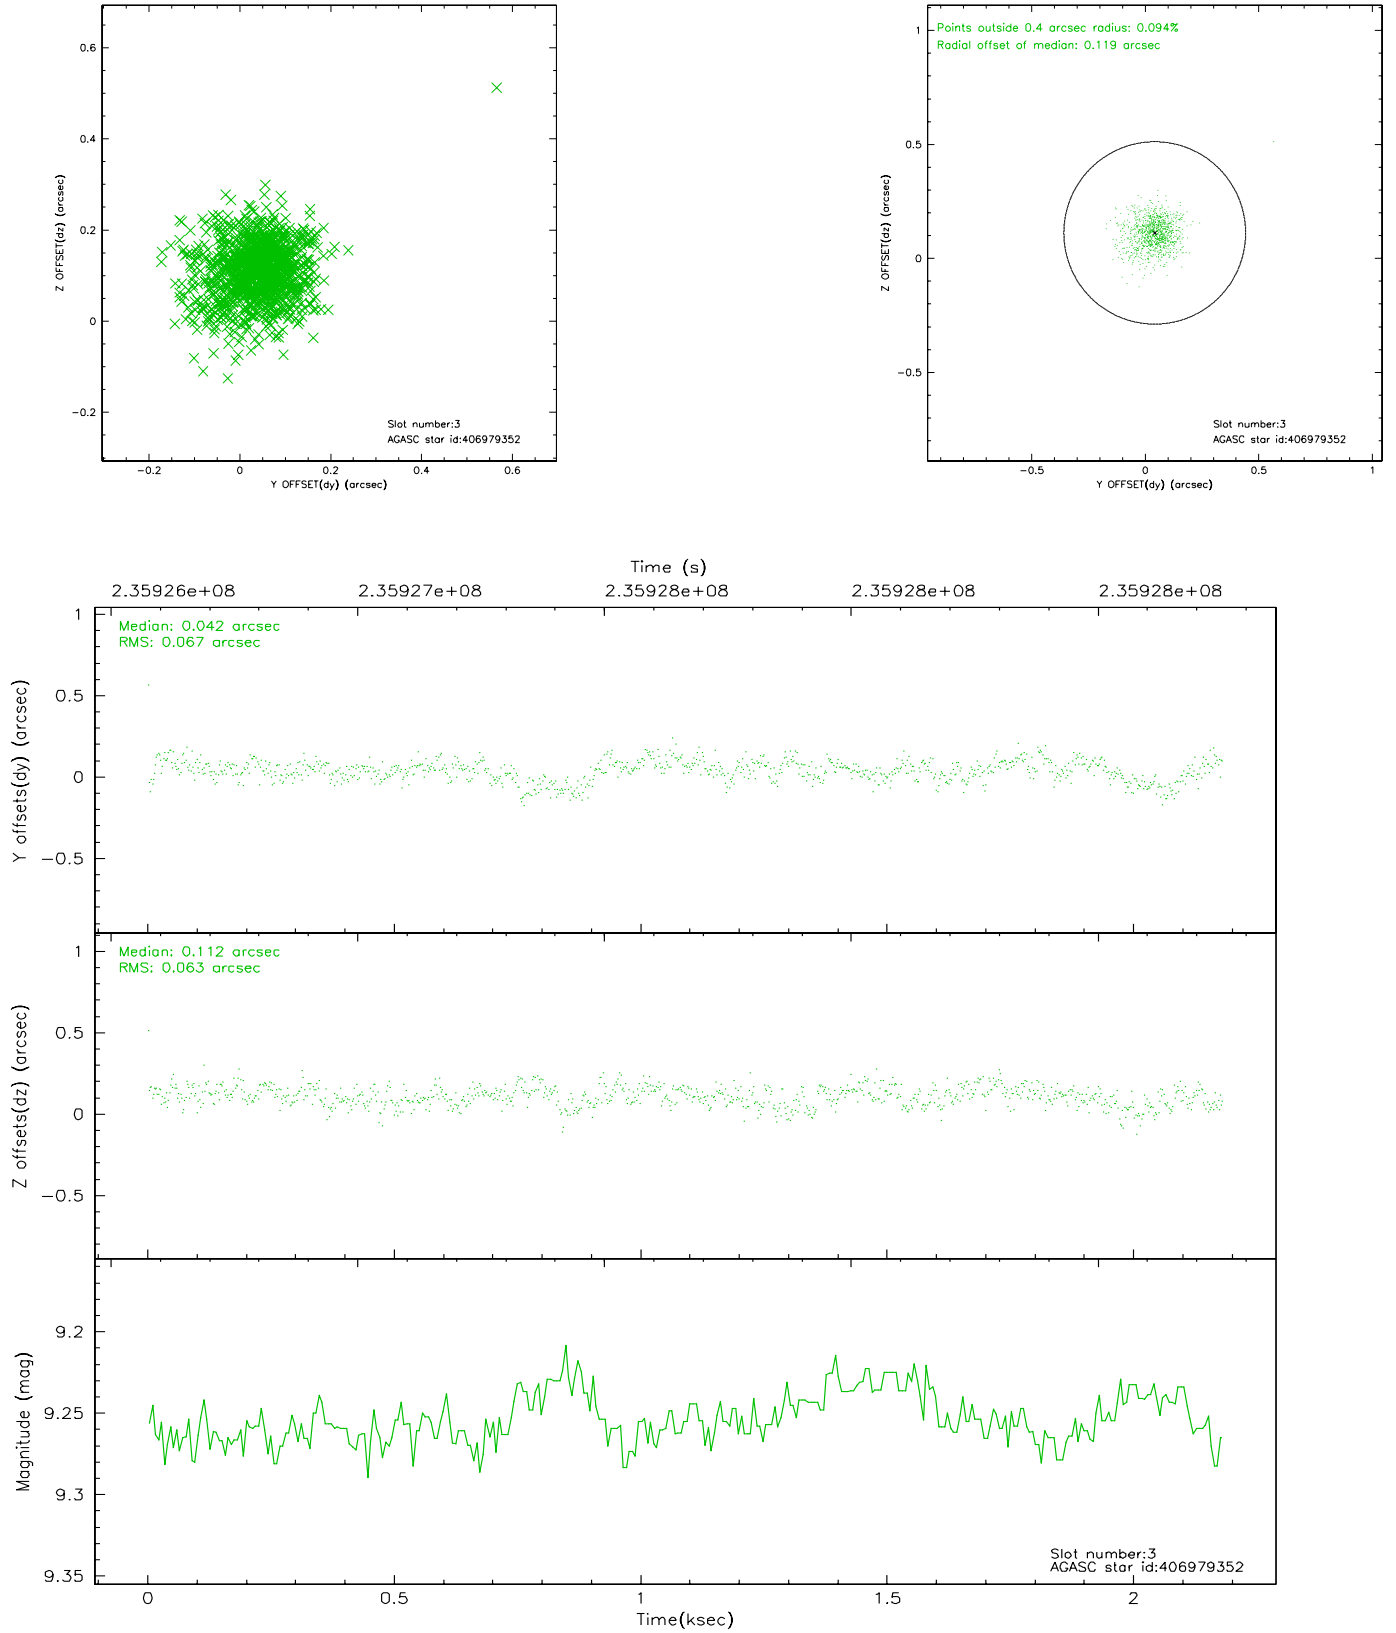 0.6
0.4
0.2
0
−0.2
Z OFFSET(dz) (arcsec)
Slot number:3
AGASC star id:406979352
−0.2 0 0.2 0.4 0.6
Y OFFSET(dy) (arcsec)
Points outside 0.4 arcsec radius: 0.094%
Radial offset of median: 0.119 arcsec
1
0.5
0
−0.5
Z OFFSET(dz) (arcsec)
Slot number:3
AGASC star id:406979352
−0.5 0 0.5 1
Y OFFSET(dy) (arcsec)
Time (s)
2.35926e+08 2.35927e+08 2.35928e+08 2.35928e+08 2.35928e+08
Median: 0.042 arcsec
RMS: 0.067 arcsec
1
0.5
0
−0.5
Y offsets(dy) (arcsec)
Median: 0.112 arcsec
RMS: 0.063 arcsec
1
0.5
0
−0.5
Z offsets(dz) (arcsec)
9.2
9.25
9.3
9.35
Magnitude (mag)
Slot number:3
AGASC star id:406979352
0 0.5 1 1.5 2
Time(ksec)